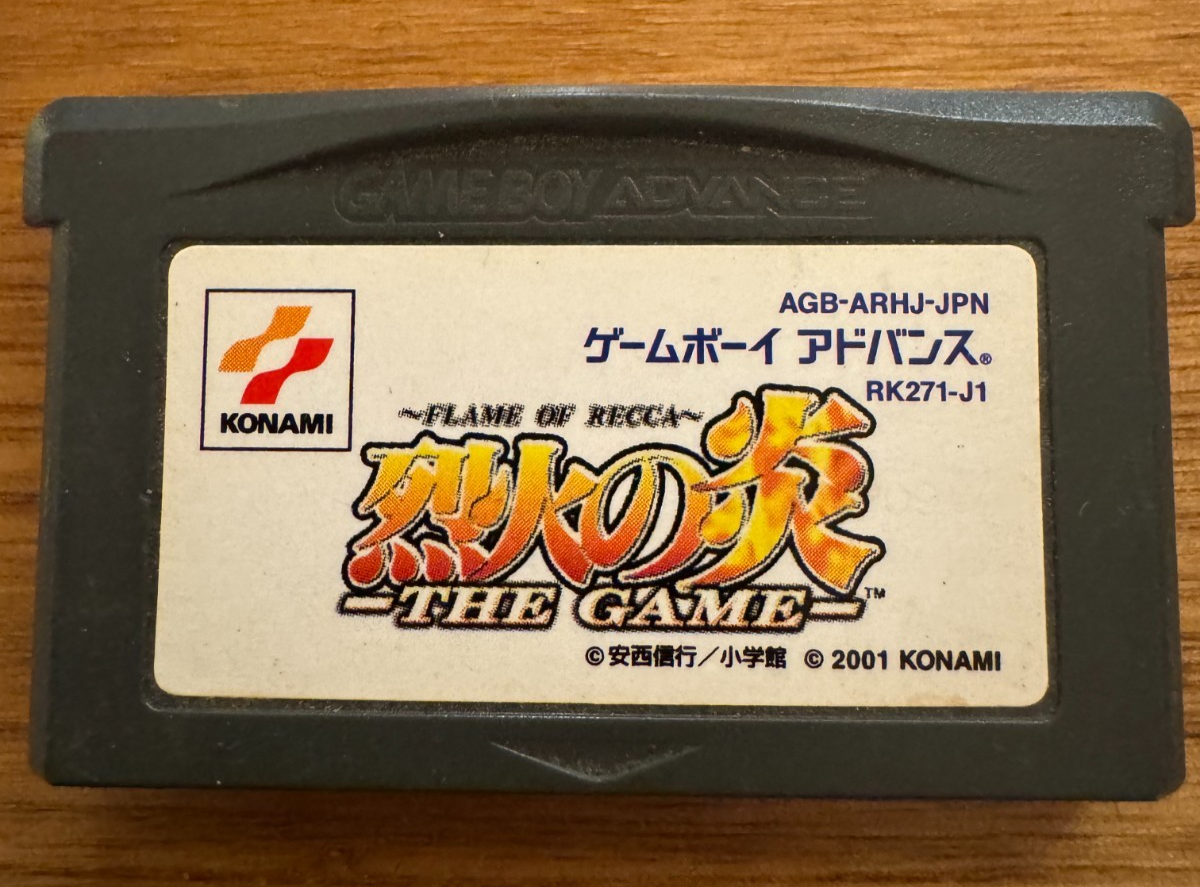 GAME BOY ADVANCE
KONAMI
AGB-ARHJ-JPN
ゲームボーイ アドバンス®
RK271-J1
~FLAME OF RECCA~
烈火の炎
-THE GAME-™
©安西信行／小学館 © 2001 KONAMI